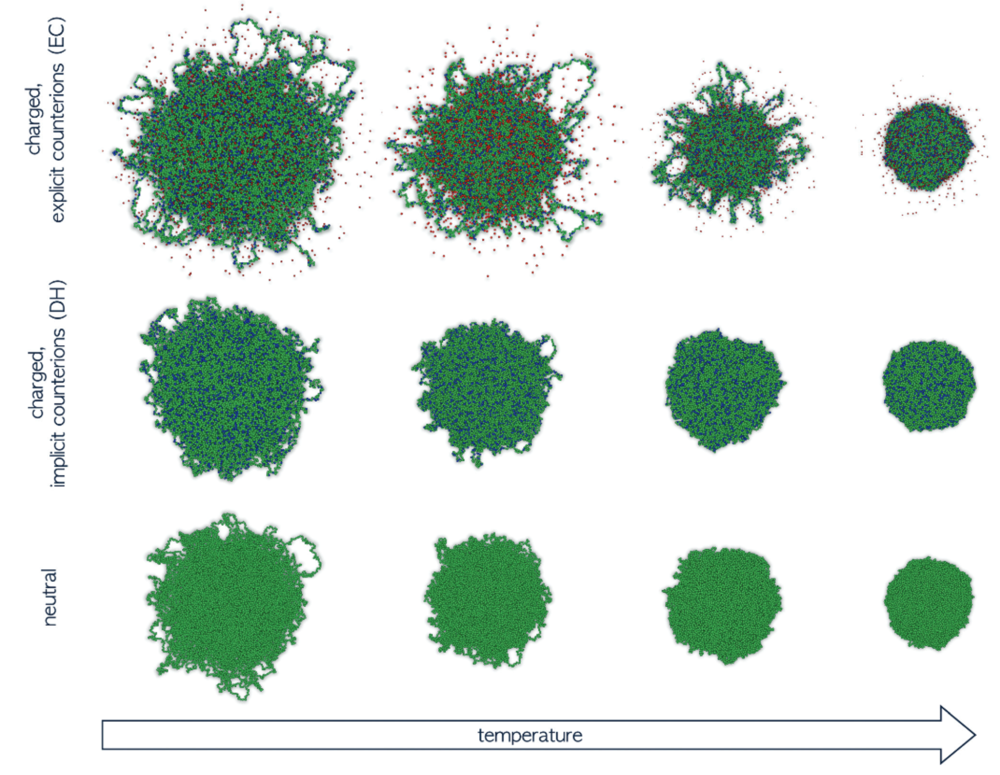 charged,
explicit counterions (EC)
charged,
implicit counterions (DH)
neutral
temperature